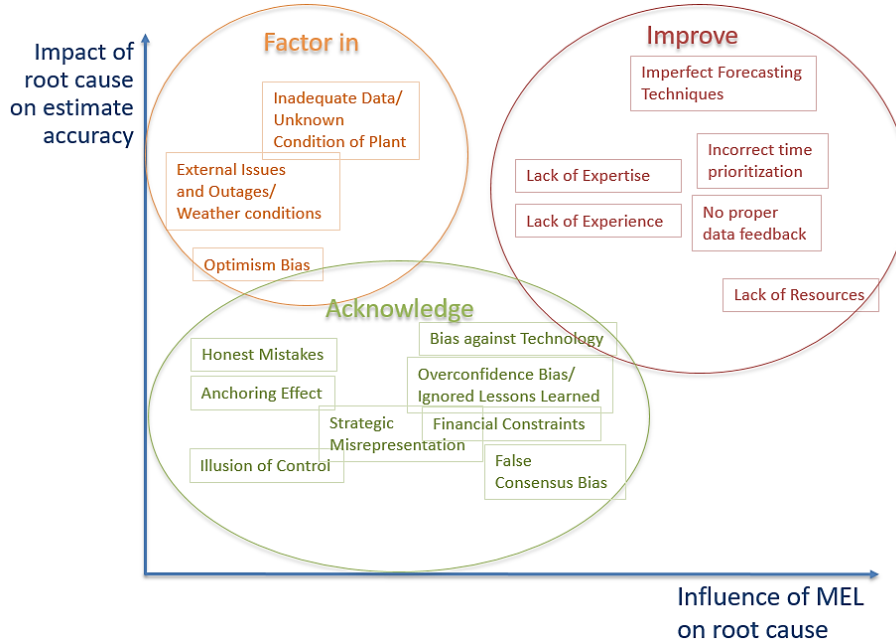 Impact of
root cause
on estimate
accuracy
Factor in
Inadequate Data/
Unknown
Condition of Plant
External Issues
and Outages/
Weather conditions
Optimism Bias
Improve
Imperfect Forecasting
Techniques
Incorrect time
prioritization
Lack of Expertise
Lack of Experience
No proper
data feedback
Lack of Resources
Acknowledge
Bias against Technology
Honest Mistakes
Overconfidence Bias/
Ignored Lessons Learned
Anchoring Effect
Strategic
Misrepresentation
Financial Constraints
Illusion of Control
False
Consensus Bias
Influence of MEL
on root cause